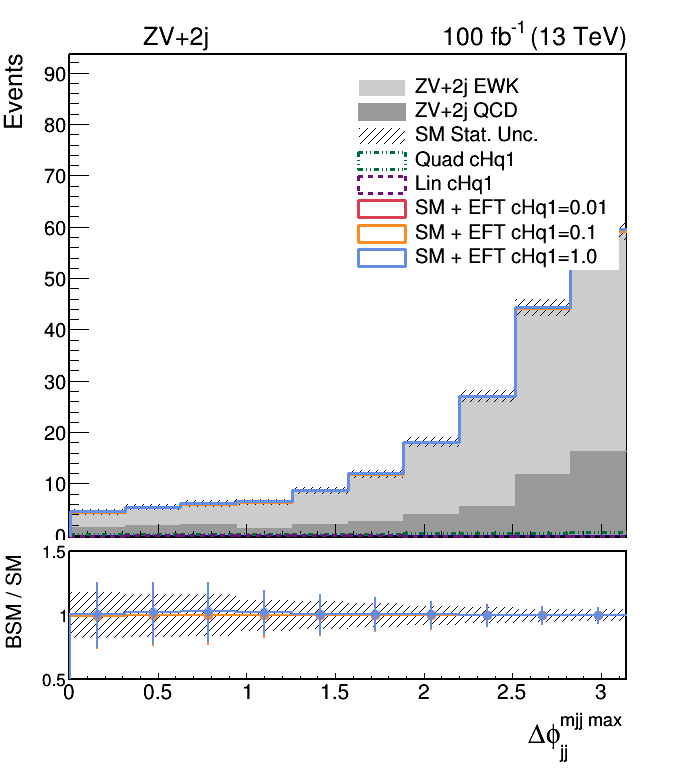 ZV+2j 100 fb⁻¹ (13 TeV)
Events
90
80
70
60
50
40
30
20
10
0
ZV+2j EWK
ZV+2j QCD
SM Stat. Unc.
Quad cHq1
Lin cHq1
SM + EFT cHq1=0.01
SM + EFT cHq1=0.1
SM + EFT cHq1=1.0
BSM / SM
1.5
1
0.5
0 0.5 1 1.5 2 2.5 3
Δϕjj mjj max